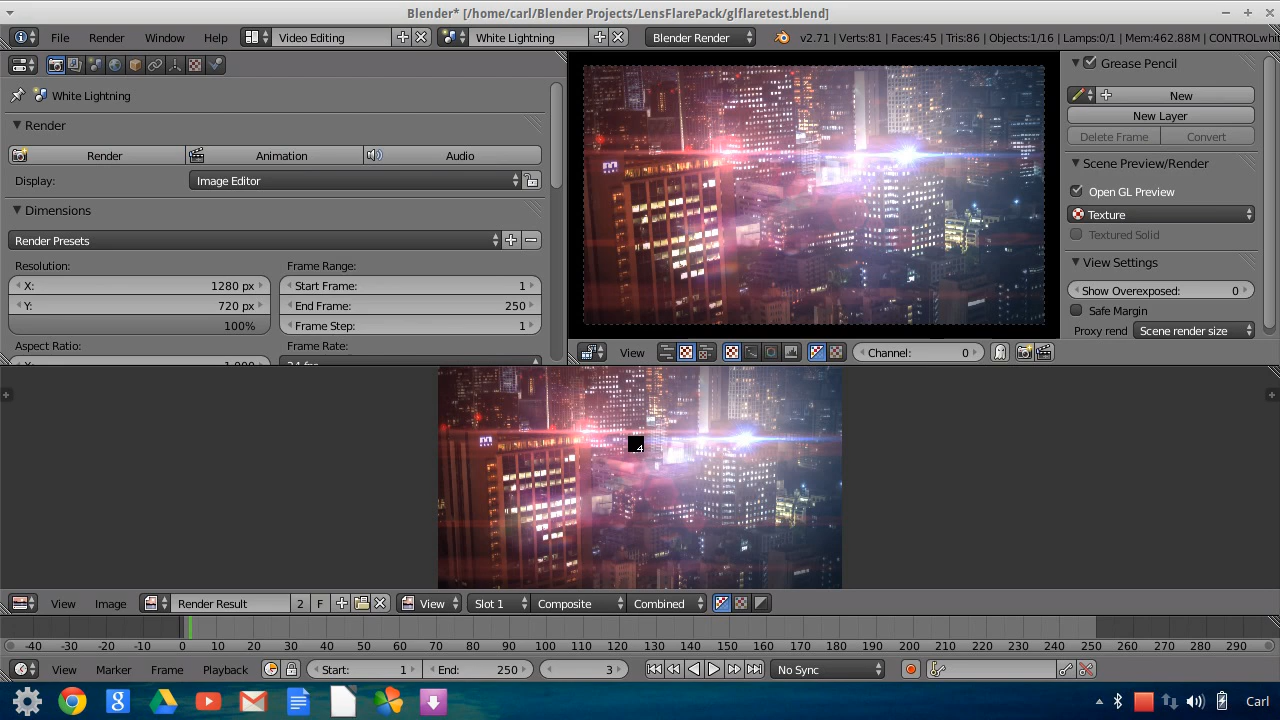 Blender* [/home/carl/Blender Projects/LensFlarePack/glflaretest.blend]
File Render Window Help Video Editing White Lightning Blender Render v2.71 | Verts:81 | Faces:45 | Tris:86 | Objects:1/16 | Lamps:0/1 | Mem:462.83M | CONTROLwhit
White Lightning
Render
Render Animation Audio
Display: Image Editor
Dimensions
Render Presets
Resolution: Frame Range:
X: 1280 px Start Frame: 1
Y: 720 px End Frame: 250
100% Frame Step: 1
Aspect Ratio: Frame Rate:
Grease Pencil
New
New Layer
Delete Frame Convert
Scene Preview/Render
Open GL Preview
Texture
Textured Solid
View Settings
Show Overexposed: 0
Safe Margin
Proxy rend Scene render size
View Channel: 0
4
View Image Render Result 2 F View Slot 1 Composite Combined
-40 -30 -20 -10 0 10 20 30 40 50 60 70 80 90 100 110 120 130 140 150 160 170 180 190 200 210 220 230 240 250 260 270 280 290
View Marker Frame Playback Start: 1 End: 250 3 No Sync
Carl